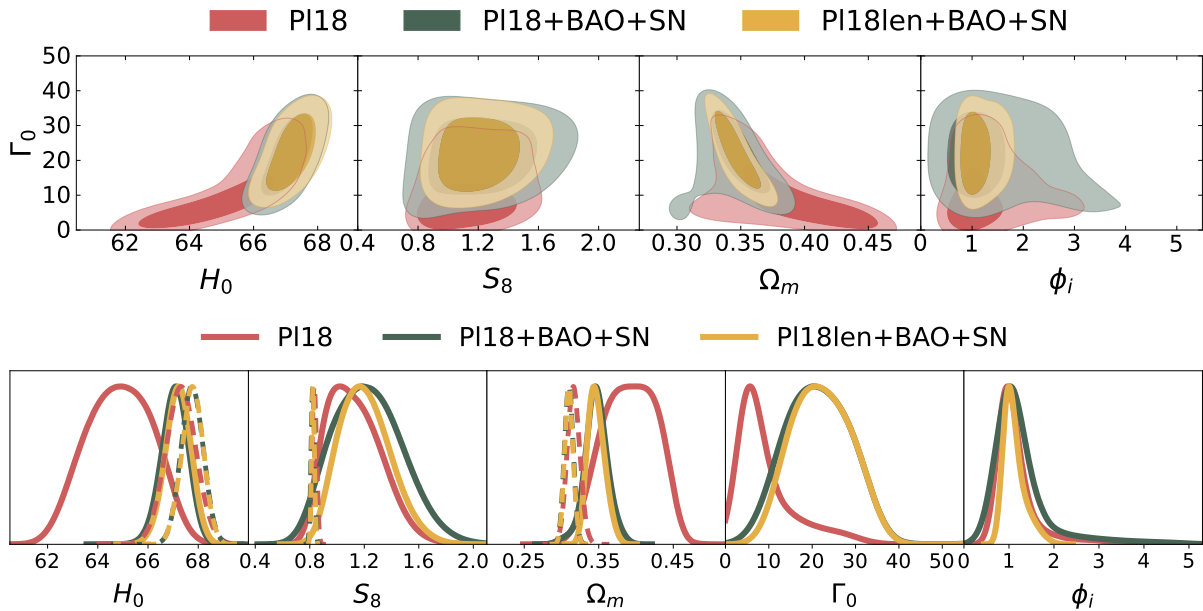 Pl18 Pl18+BAO+SN Pl18len+BAO+SN
50
40
30
20
10
0
Γ₀
62 64 66 68 0.4 0.8 1.2 1.6 2.0 0.30 0.35 0.40 0.45 0 1 2 3 4 5
H₀ S₈ Ωₘ ϕᵢ
Pl18 Pl18+BAO+SN Pl18len+BAO+SN
62 64 66 68 0.4 0.8 1.2 1.6 2.0 0.25 0.35 0.45 0 10 20 30 40 50 0 1 2 3 4 5
H₀ S₈ Ωₘ Γ₀ ϕᵢ